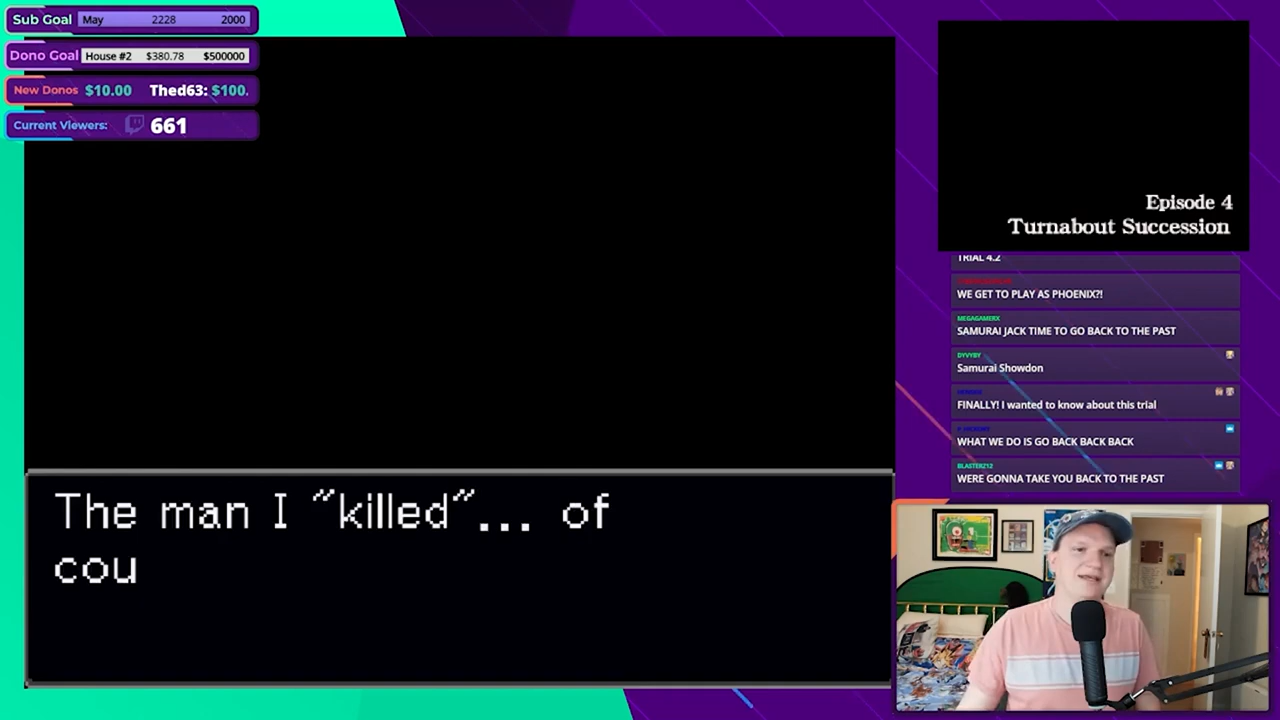 Sub Goal May 2228 2000
Dono Goal House #2 $380.78 $500000
New Donos $10.00 Thed63: $100.
Current Viewers: 661
Episode 4
Turnabout Succession
TRIAL 4.2
WE GET TO PLAY AS PHOENIX?!
MEGAGAMERX
SAMURAI JACK TIME TO GO BACK TO THE PAST
DYVYBY
Samurai Showdon
FINALLY! I wanted to know about this trial
WHAT WE DO IS GO BACK BACK BACK
BLASTERZ12
WERE GONNA TAKE YOU BACK TO THE PAST
The man I "killed"... of
cou